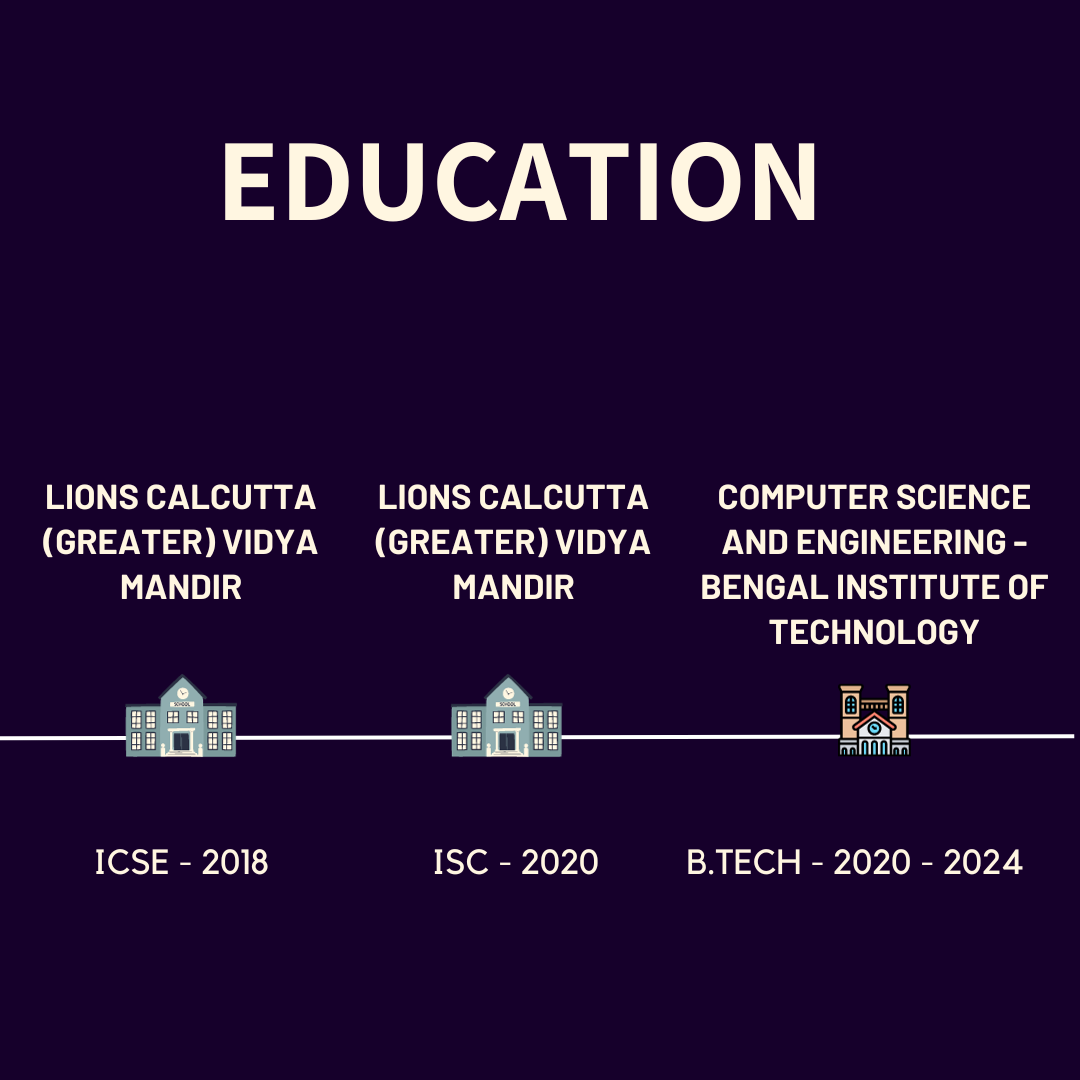 EDUCATION
LIONS CALCUTTA
(GREATER) VIDYA
MANDIR
SCHOOL
ICSE - 2018
LIONS CALCUTTA
(GREATER) VIDYA
MANDIR
SCHOOL
ISC - 2020
COMPUTER SCIENCE
AND ENGINEERING -
BENGAL INSTITUTE OF
TECHNOLOGY
B.TECH - 2020 - 2024